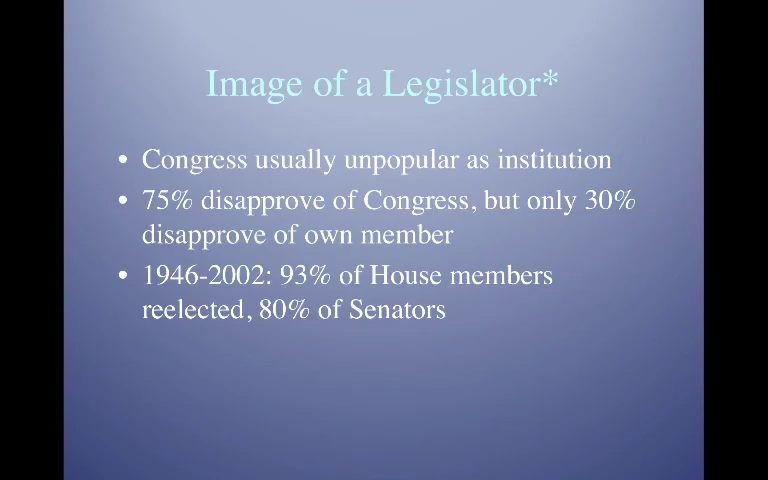 Image of a Legislator*
• Congress usually unpopular as institution
• 75% disapprove of Congress, but only 30%
disapprove of own member
• 1946-2002: 93% of House members
reelected, 80% of Senators